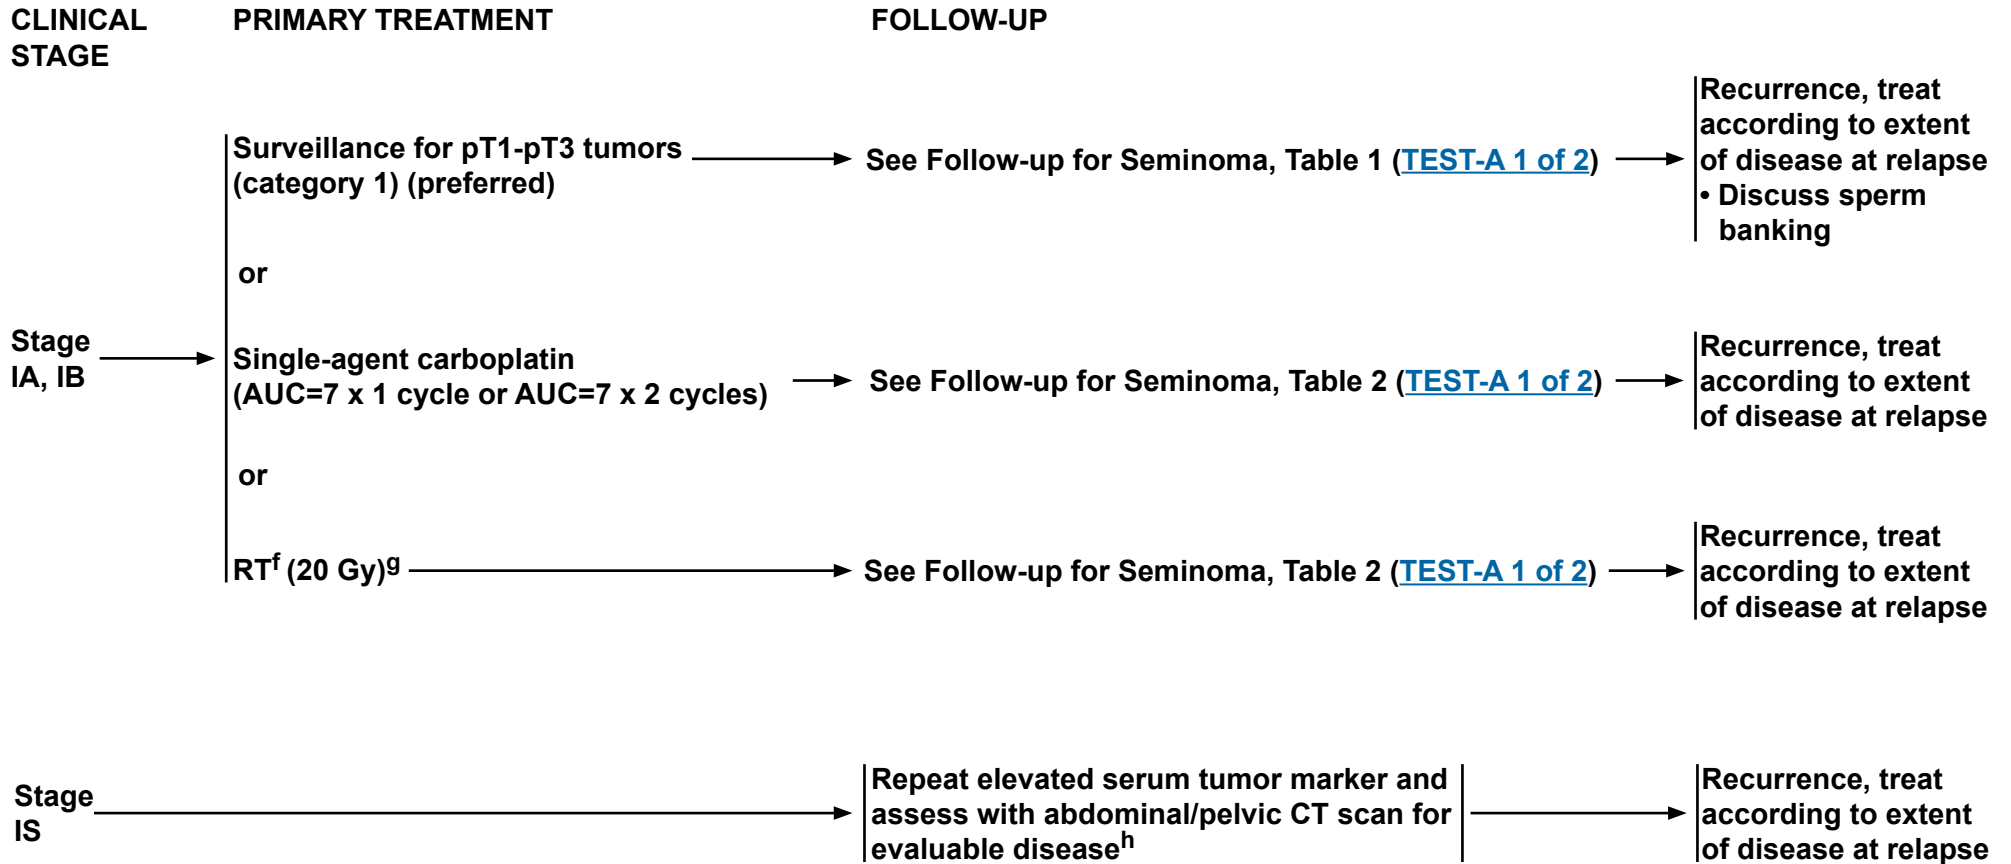 CLINICAL
STAGE
PRIMARY TREATMENT
FOLLOW-UP
Stage
IA, IB
Surveillance for pT1-pT3 tumors
(category 1) (preferred)
See Follow-up for Seminoma, Table 1 (TEST-A 1 of 2)
Recurrence, treat
according to extent
of disease at relapse
• Discuss sperm
banking
or
Single-agent carboplatin
(AUC=7 x 1 cycle or AUC=7 x 2 cycles)
See Follow-up for Seminoma, Table 2 (TEST-A 1 of 2)
Recurrence, treat
according to extent
of disease at relapse
or
RTf (20 Gy)g
See Follow-up for Seminoma, Table 2 (TEST-A 1 of 2)
Recurrence, treat
according to extent
of disease at relapse
Stage
IS
Repeat elevated serum tumor marker and
assess with abdominal/pelvic CT scan for
evaluable diseaseh
Recurrence, treat
according to extent
of disease at relapse